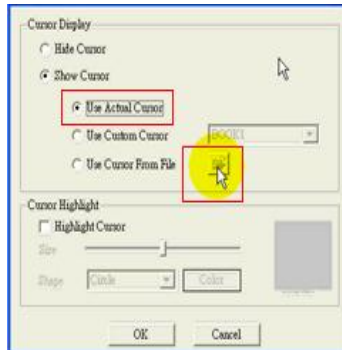 Cursor Display
Hide Cursor
Show Cursor
Use Actual Cursor
Use Custom Cursor
Use Cursor From File
Cursor Highlight
Highlight Cursor
Size
Shape Circle Color
OK Cancel